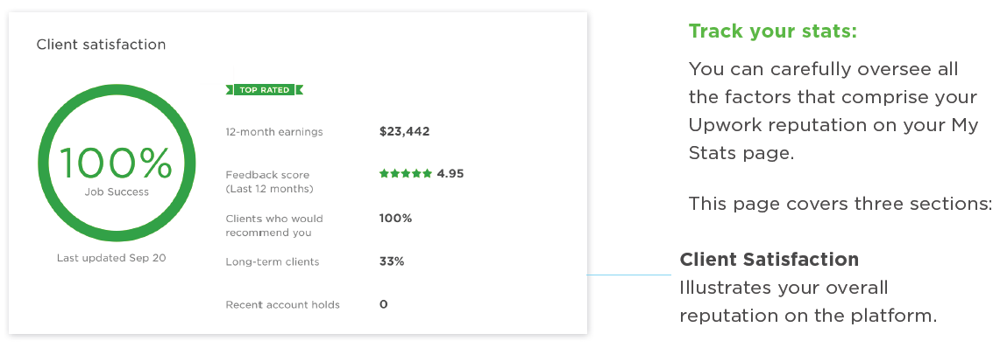 Client satisfaction
100%
Job Success
Last updated Sep 20
TOP RATED
12-month earnings $23,442
Feedback score
(Last 12 months) 4.95
Clients who would
recommend you 100%
Long-term clients 33%
Recent account holds 0
Track your stats:
You can carefully oversee all
the factors that comprise your
Upwork reputation on your My
Stats page.
This page covers three sections:
Client Satisfaction
Illustrates your overall
reputation on the platform.